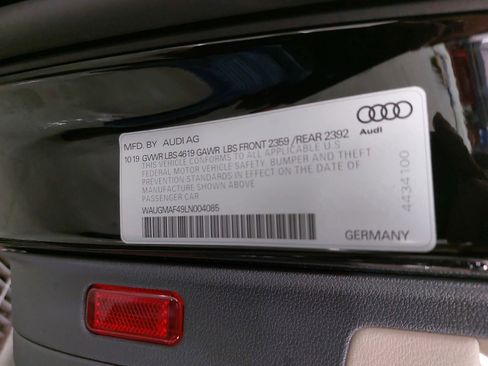 MFD. BY AUDI AG
10 19 GVWR LBS 4619 GAWR LBS FRONT 2359 /REAR 2392
THIS VEHICLE CONFORMS TO ALL APPLICABLE U.S.
FEDERAL MOTOR VEHICLE SAFETY, BUMPER AND THEFT
PREVENTION STANDARDS IN EFFECT ON THE DATE OF
MANUFACTURE SHOWN ABOVE.
PASSENGER CAR
WAUGMAF49LN004085
Audi
4434100
GERMANY